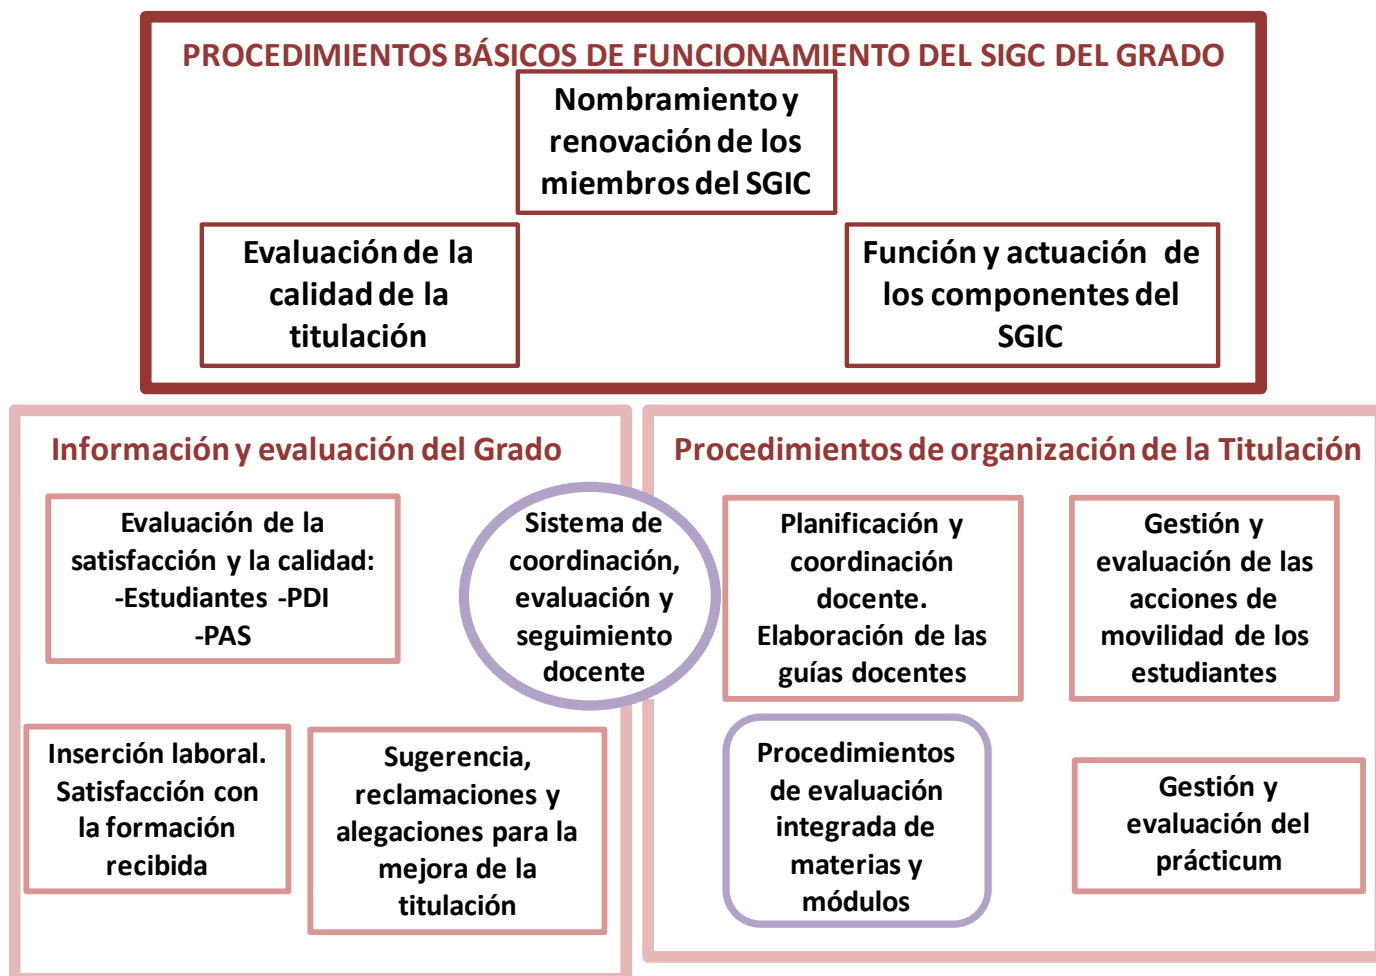 PROCEDIMIENTOS BÁSICOS DE FUNCIONAMIENTO DEL SIGC DEL GRADO
Nombramiento y
renovación de los
miembros del SGIC
Evaluación de la
calidad de la
titulación
Función y actuación de
los componentes del
SGIC
Información y evaluación del Grado
Evaluación de la
satisfacción y la calidad:
-Estudiantes -PDI
-PAS
Sistema de
coordinación,
evaluación y
seguimiento
docente
Inserción laboral.
Satisfacción con
la formación
recibida
Sugerencia,
reclamaciones y
alegaciones para la
mejora de la
titulación
Procedimientos de organización de la Titulación
Planificación y
coordinación
docente.
Elaboración de las
guías docentes
Gestión y
evaluación de las
acciones de
movilidad de los
estudiantes
Procedimientos
de evaluación
integrada de
materias y
módulos
Gestión y
evaluación del
prácticum